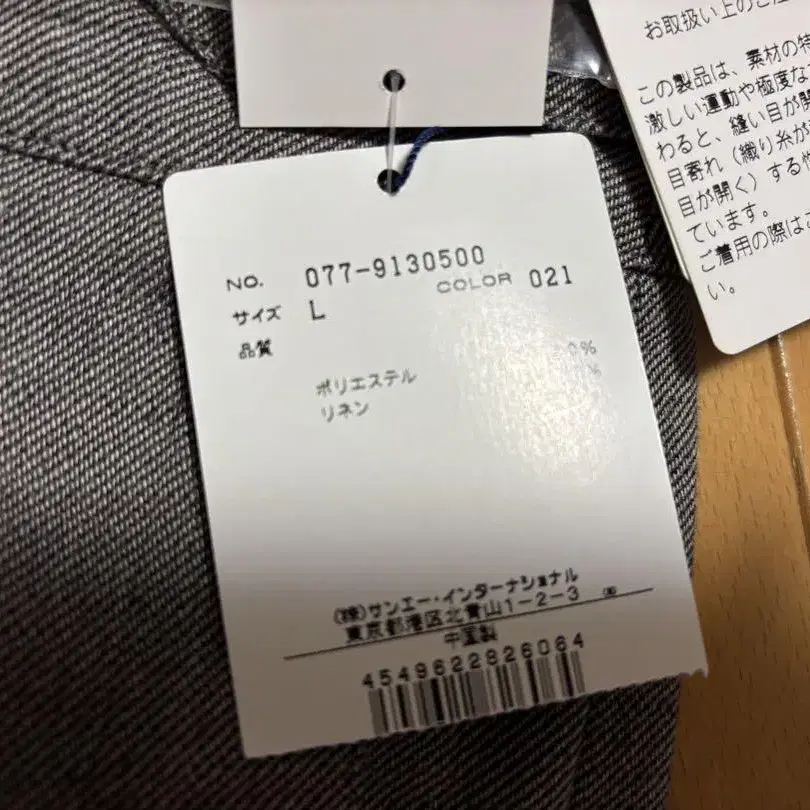 お取扱い上のご
この製品は、素材の特
激しい運動や極度な
わると、縫い目が開
目寄れ（織り糸が
目が開く）する
ています。
ご着用の際は
い。
NO. 077-9130500
サイズ L COLOR 021
品質
ポリエステル 0%
リネン %
(株)サンエー・インターナショナル
東京都港区北青山1-2-3
中国製
4549622826064